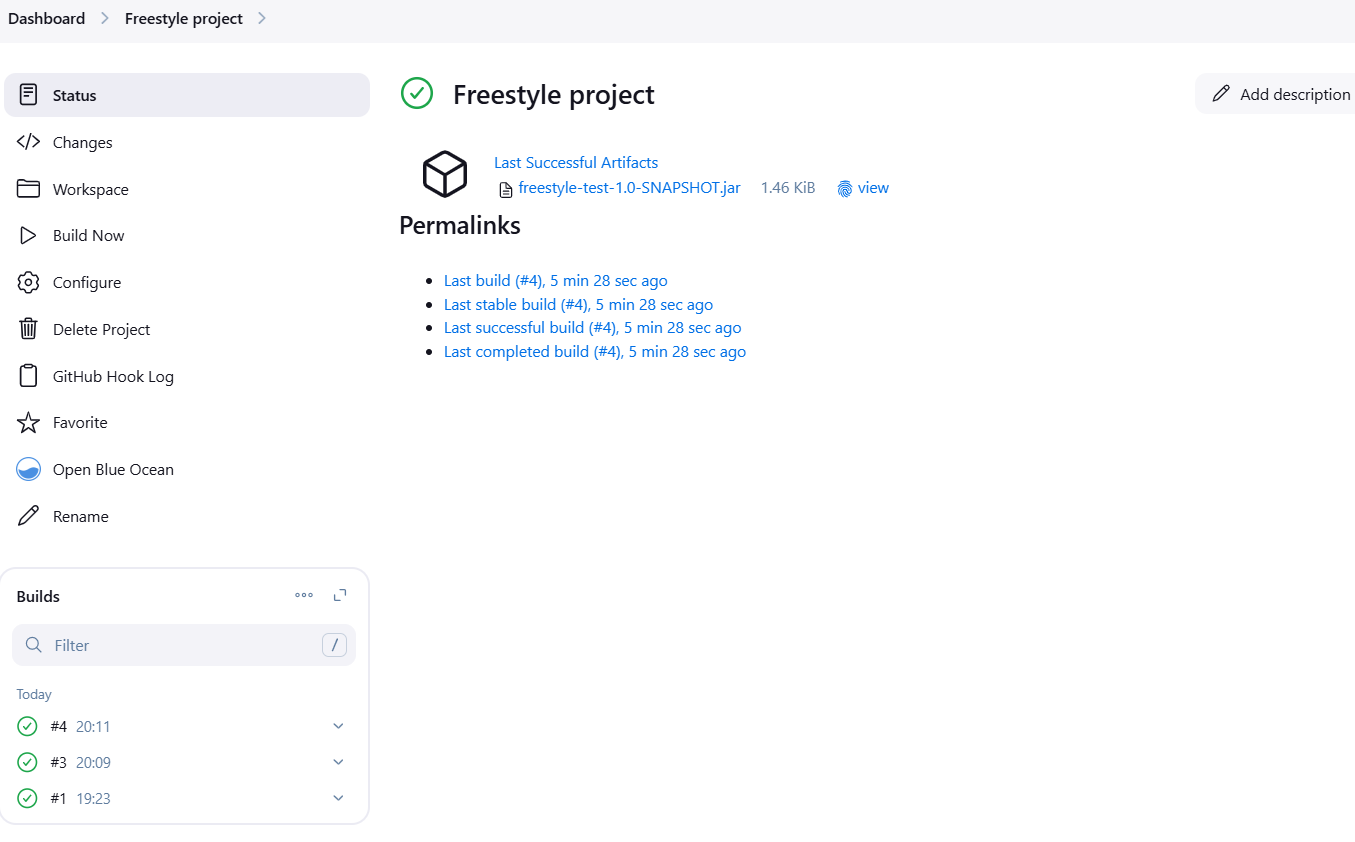 Dashboard
Freestyle project
Status
Changes
Workspace
Build Now
Configure
Delete Project
GitHub Hook Log
Favorite
Open Blue Ocean
Rename
Builds
Filter /
Today
#4 20:11
#3 20:09
#1 19:23
Freestyle project
Add description
Last Successful Artifacts
freestyle-test-1.0-SNAPSHOT.jar 1.46 KiB view
Permalinks
Last build (#4), 5 min 28 sec ago
Last stable build (#4), 5 min 28 sec ago
Last successful build (#4), 5 min 28 sec ago
Last completed build (#4), 5 min 28 sec ago